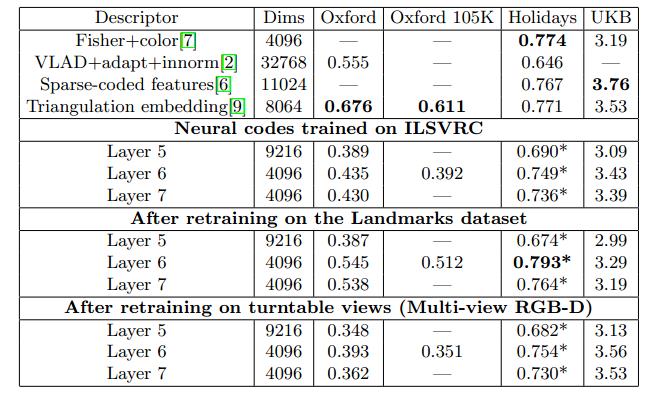 Descriptor Dims Oxford Oxford 105K Holidays UKB
Fisher+color[7] 4096 — — 0.774 3.19
VLAD+adapt+innorm[2] 32768 0.555 — 0.646 —
Sparse-coded features[6] 11024 — — 0.767 3.76
Triangulation embedding[9] 8064 0.676 0.611 0.771 3.53
Neural codes trained on ILSVRC
Layer 5 9216 0.389 — 0.690* 3.09
Layer 6 4096 0.435 0.392 0.749* 3.43
Layer 7 4096 0.430 — 0.736* 3.39
After retraining on the Landmarks dataset
Layer 5 9216 0.387 — 0.674* 2.99
Layer 6 4096 0.545 0.512 0.793* 3.29
Layer 7 4096 0.538 — 0.764* 3.19
After retraining on turntable views (Multi-view RGB-D)
Layer 5 9216 0.348 — 0.682* 3.13
Layer 6 4096 0.393 0.351 0.754* 3.56
Layer 7 4096 0.362 — 0.730* 3.53